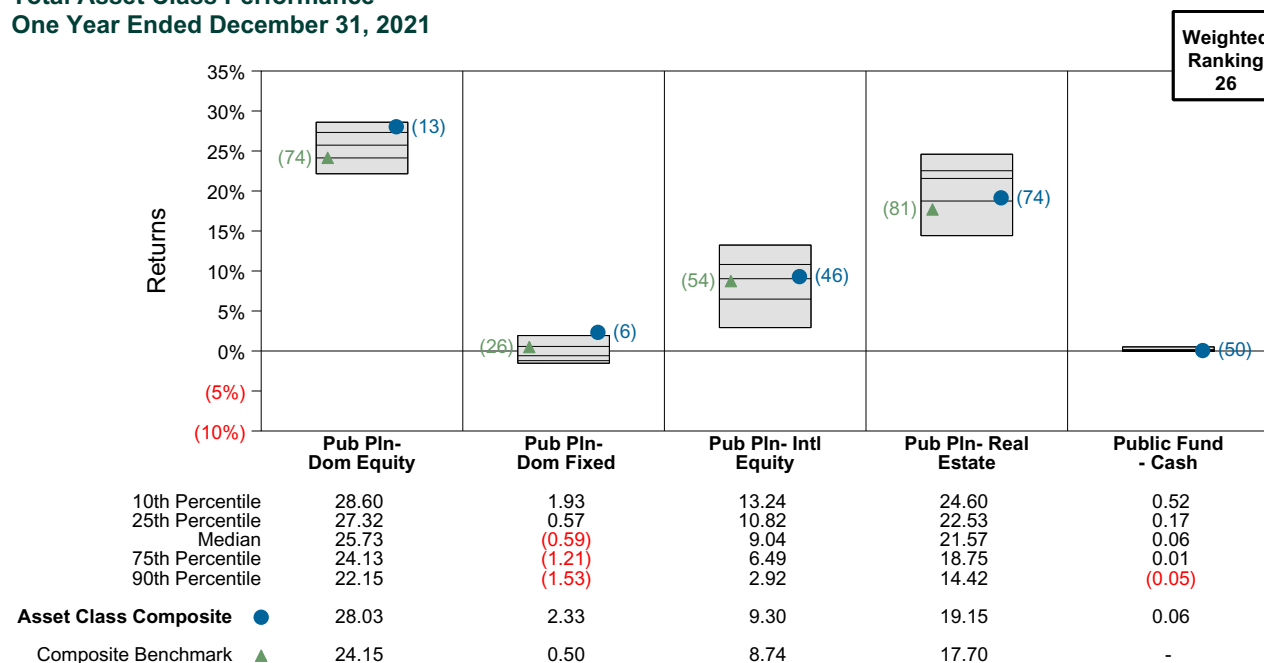 One Year Ended December 31, 2021
Weighted
Ranking
26
35%
30%
25%
20%
15%
10%
5%
0%
(5%)
(10%)
Returns
(74) (13)
(26) (6)
(54) (46)
(81) (74)
(50)
Pub Pln- Pub Pln- Pub Pln- Intl Pub Pln- Real Public Fund
Dom Equity Dom Fixed Equity Estate - Cash
10th Percentile 28.60 1.93 13.24 24.60 0.52
25th Percentile 27.32 0.57 10.82 22.53 0.17
Median 25.73 (0.59) 9.04 21.57 0.06
75th Percentile 24.13 (1.21) 6.49 18.75 0.01
90th Percentile 22.15 (1.53) 2.92 14.42 (0.05)
Asset Class Composite 28.03 2.33 9.30 19.15 0.06
Composite Benchmark 24.15 0.50 8.74 17.70 -